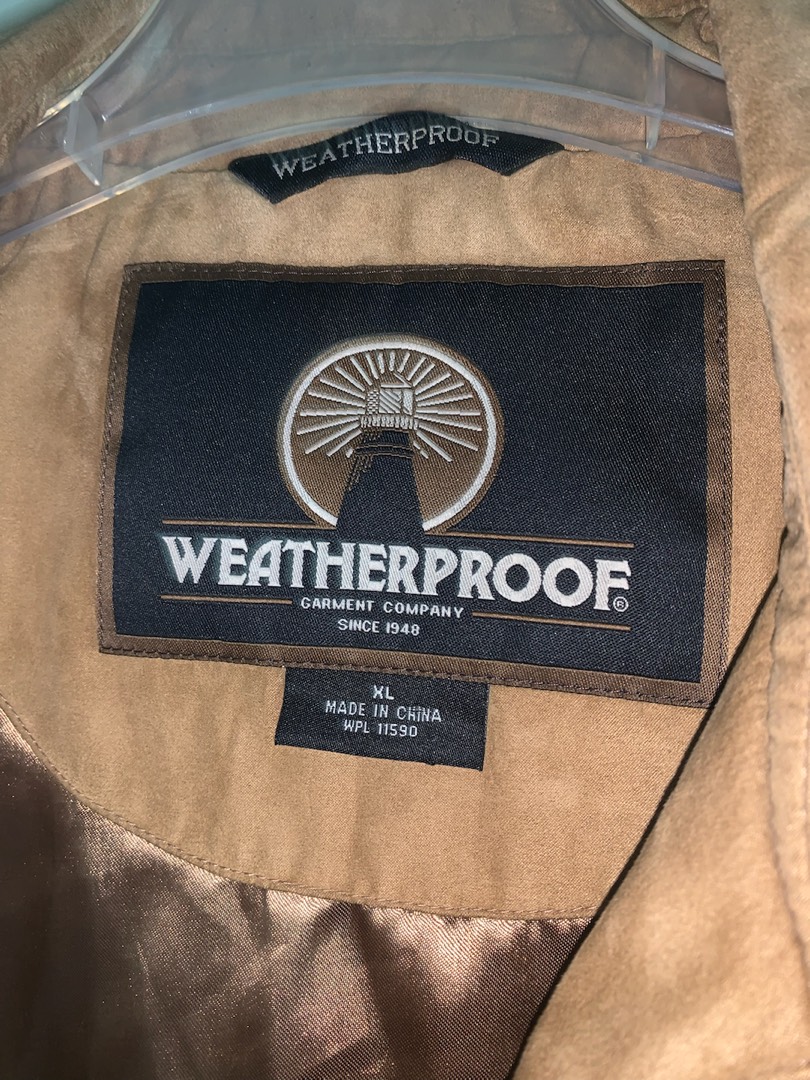 WEATHERPROOF
WEATHERPROOF®
GARMENT COMPANY
SINCE 1948
XL
MADE IN CHINA
WPL 11590